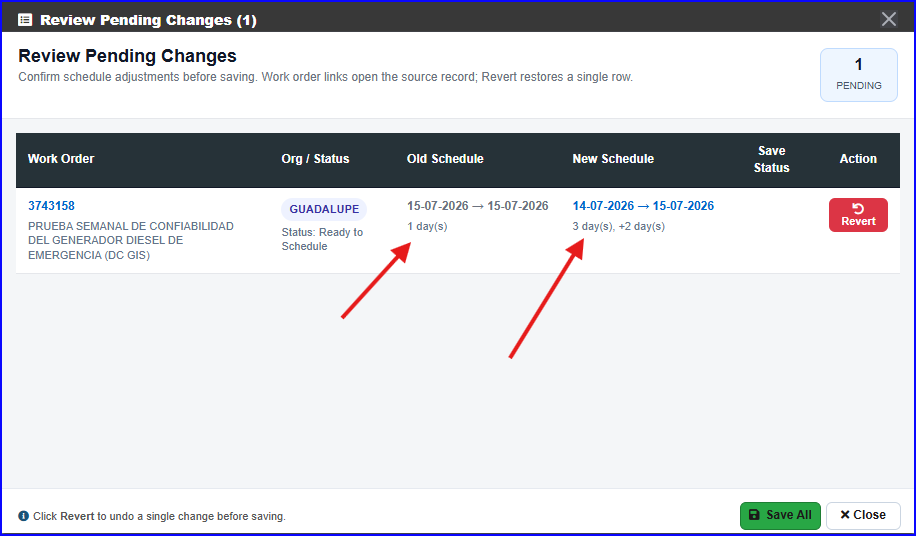 Review Pending Changes (1)
Review Pending Changes
Confirm schedule adjustments before saving. Work order links open the source record; Revert restores a single row.
1
PENDING
Work Order
Org / Status
Old Schedule
New Schedule
Save
Status
Action
3743158
PRUEBA SEMANAL DE CONFIABILIDAD
DEL GENERADOR DIESEL DE
EMERGENCIA (DC GIS)
GUADALUPE
Status: Ready to
Schedule
15-07-2026 → 15-07-2026
1 day(s)
14-07-2026 → 15-07-2026
3 day(s), +2 day(s)
Revert
Click Revert to undo a single change before saving.
Save All
Close